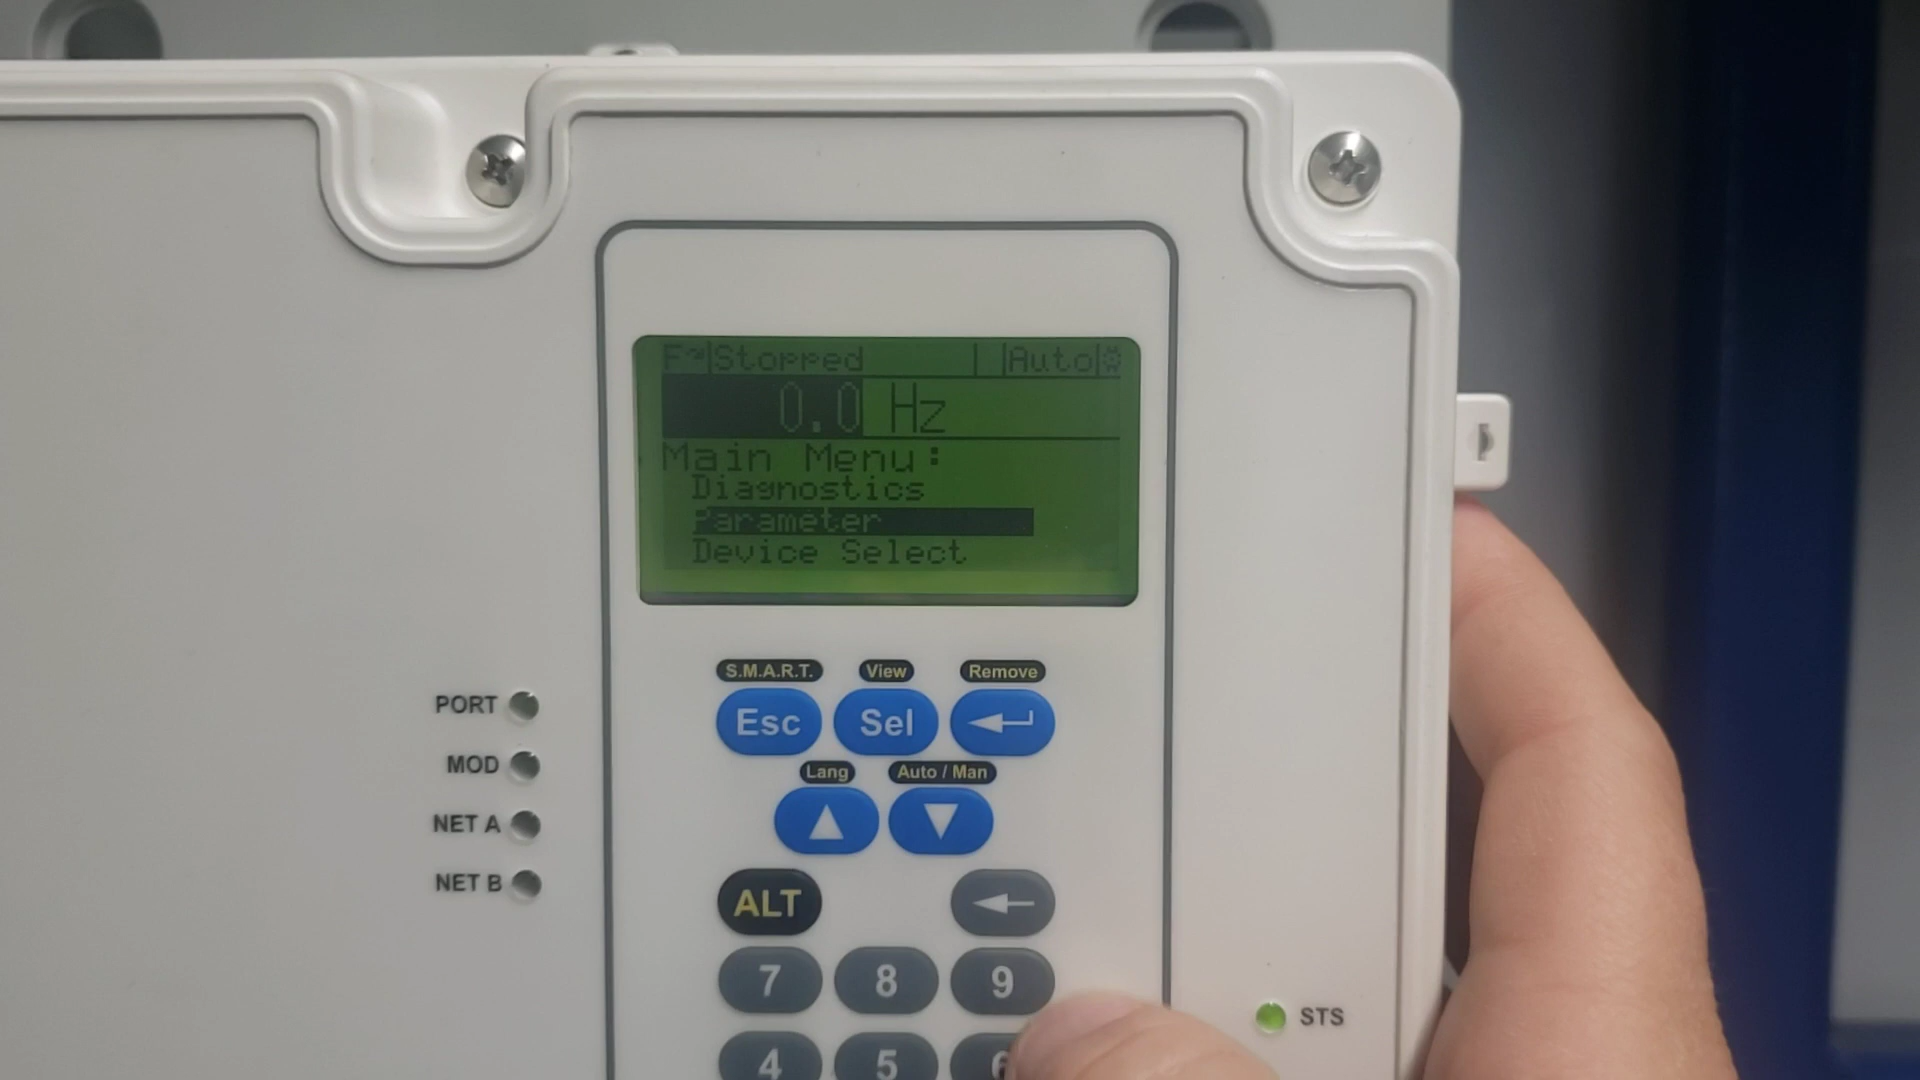 F Stopped Auto
0.0 Hz
Main Menu:
Diagnostics
Parameter
Device Select
S.M.A.R.T. View Remove
Esc Sel
Lang Auto / Man
PORT
MOD
NET A
NET B
ALT
7 8 9
4 5 6
STS